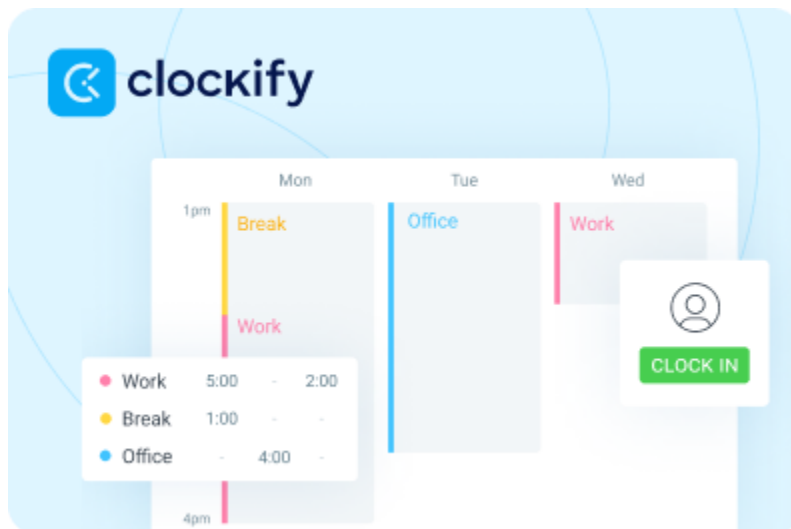 clockify
Mon Tue Wed
1pm
Break Office Work
Work
Work 5:00 - 2:00
Break 1:00 - -
Office - 4:00 -
CLOCK IN
4pm